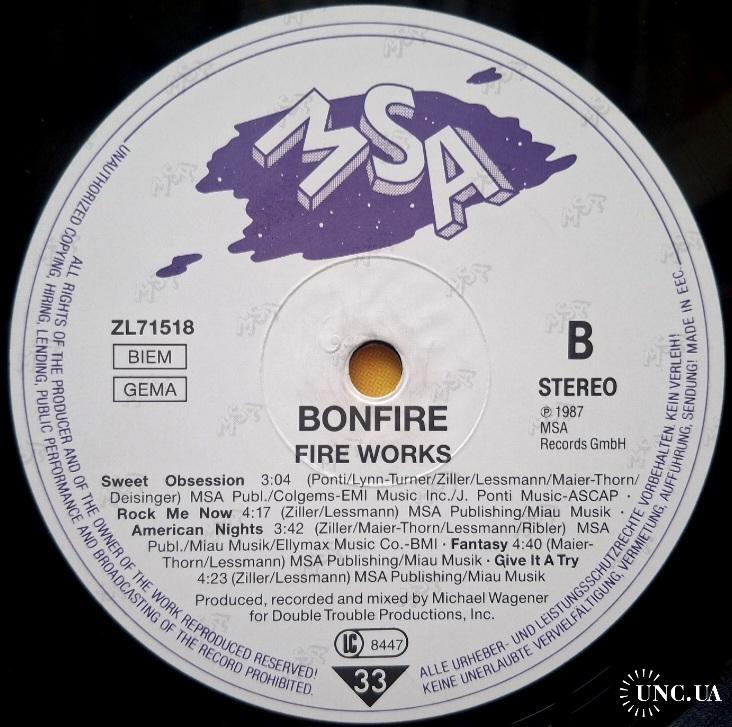 MSA
ZL71518
BIEM
GEMA
B
STEREO
℗ 1987
MSA
Records GmbH
BONFIRE
FIRE WORKS
Sweet Obsession 3:04 (Ponti/Lynn-Turner/Ziller/Lessmann/Maier-Thorn/
Deisinger) MSA Publ./Colgems-EMI Music Inc./J. Ponti Music-ASCAP ·
Rock Me Now 4:17 (Ziller/Lessmann) MSA Publishing/Miau Musik ·
American Nights 3:42 (Ziller/Maier-Thorn/Lessmann/Ribler) MSA
Publ./Miau Musik/Ellymax Music Co.-BMI · Fantasy 4:40 (Maier-
Thorn/Lessmann) MSA Publishing/Miau Musik · Give It A Try
4:23 (Ziller/Lessmann) MSA Publishing/Miau Musik
Produced, recorded and mixed by Michael Wagener
for Double Trouble Productions, Inc.
LC 8447
33
ALL RIGHTS OF THE PRODUCER AND OF THE OWNER OF THE WORK REPRODUCED RESERVED!
UNAUTHORIZED COPYING, HIRING, LENDING, PUBLIC PERFORMANCE AND BROADCASTING OF THE RECORD PROHIBITED.
ALLE URHEBER- UND LEISTUNGSSCHUTZRECHTE VORBEHALTEN. KEIN VERLEIH!
KEINE UNERLAUBTE VERVIELFÄLTIGUNG, VERMIETUNG, AUFFÜHRUNG, SENDUNG! MADE IN EEC.
UNC.UA